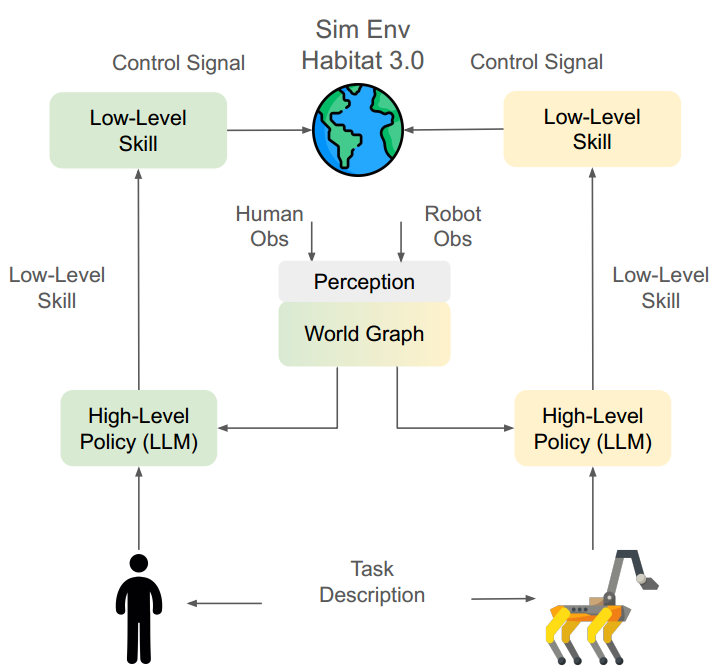 Sim Env
Habitat 3.0
Control Signal
Control Signal
Low-Level
Skill
Low-Level
Skill
Human
Obs
Robot
Obs
Perception
World Graph
Low-Level
Skill
Low-Level
Skill
High-Level
Policy (LLM)
High-Level
Policy (LLM)
Task
Description